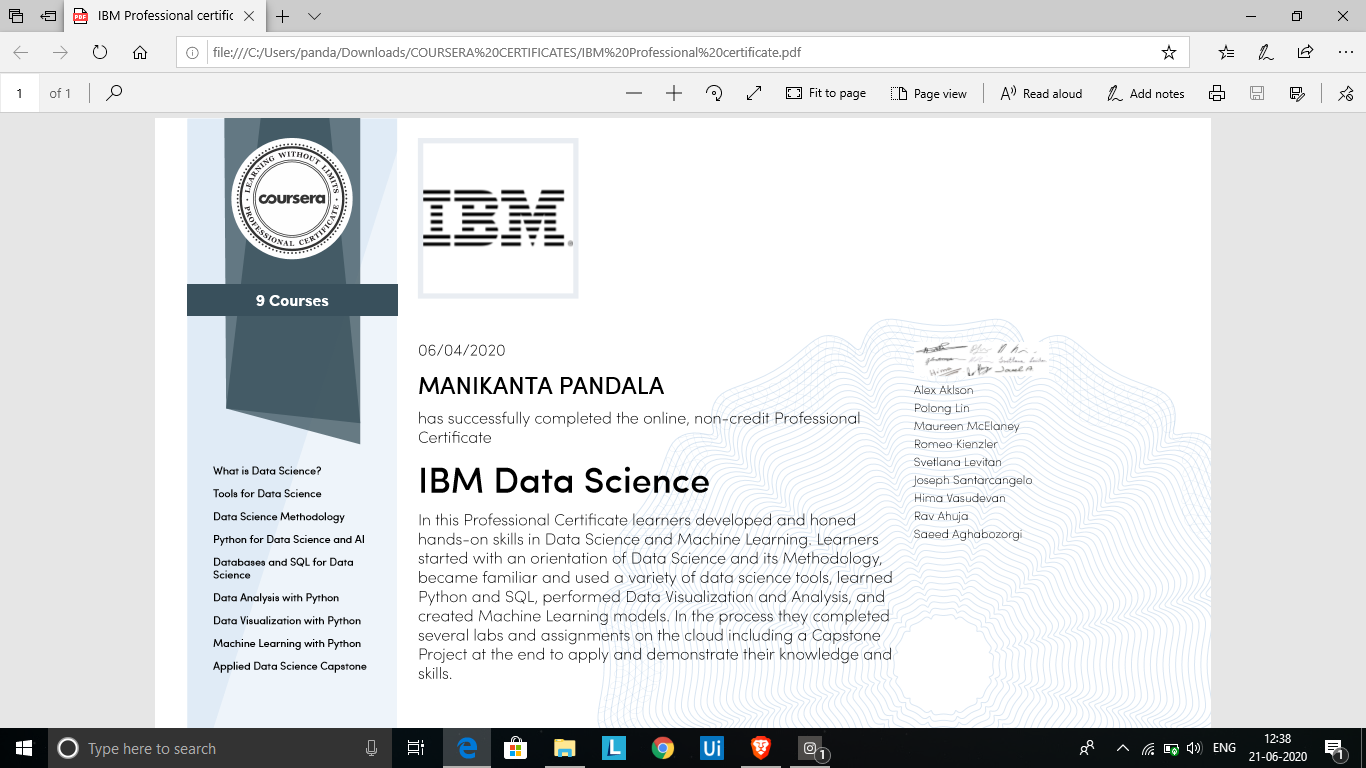 IBM Professional certific
file:///C:/Users/panda/Downloads/COURSERA%20CERTIFICATES/IBM%20Professional%20certificate.pdf
1 of 1
Fit to page
Page view
Read aloud
Add notes
LEARNING WITHOUT LIMITS
coursera
PROFESSIONAL CERTIFICATE
9 Courses
What is Data Science?
Tools for Data Science
Data Science Methodology
Python for Data Science and AI
Databases and SQL for Data
Science
Data Analysis with Python
Data Visualization with Python
Machine Learning with Python
Applied Data Science Capstone
IBM®
06/04/2020
MANIKANTA PANDALA
has successfully completed the online, non-credit Professional
Certificate
IBM Data Science
In this Professional Certificate learners developed and honed
hands-on skills in Data Science and Machine Learning. Learners
started with an orientation of Data Science and its Methodology,
became familiar and used a variety of data science tools, learned
Python and SQL, performed Data Visualization and Analysis, and
created Machine Learning models. In the process they completed
several labs and assignments on the cloud including a Capstone
Project at the end to apply and demonstrate their knowledge and
skills.
Alex Aklson
Polong Lin
Maureen McElaney
Romeo Kienzler
Svetlana Levitan
Joseph Santarcangelo
Hima Vasudevan
Rav Ahuja
Saeed Aghabozorgi
Type here to search
L
Ui
1
ENG
12:38
21-06-2020
1